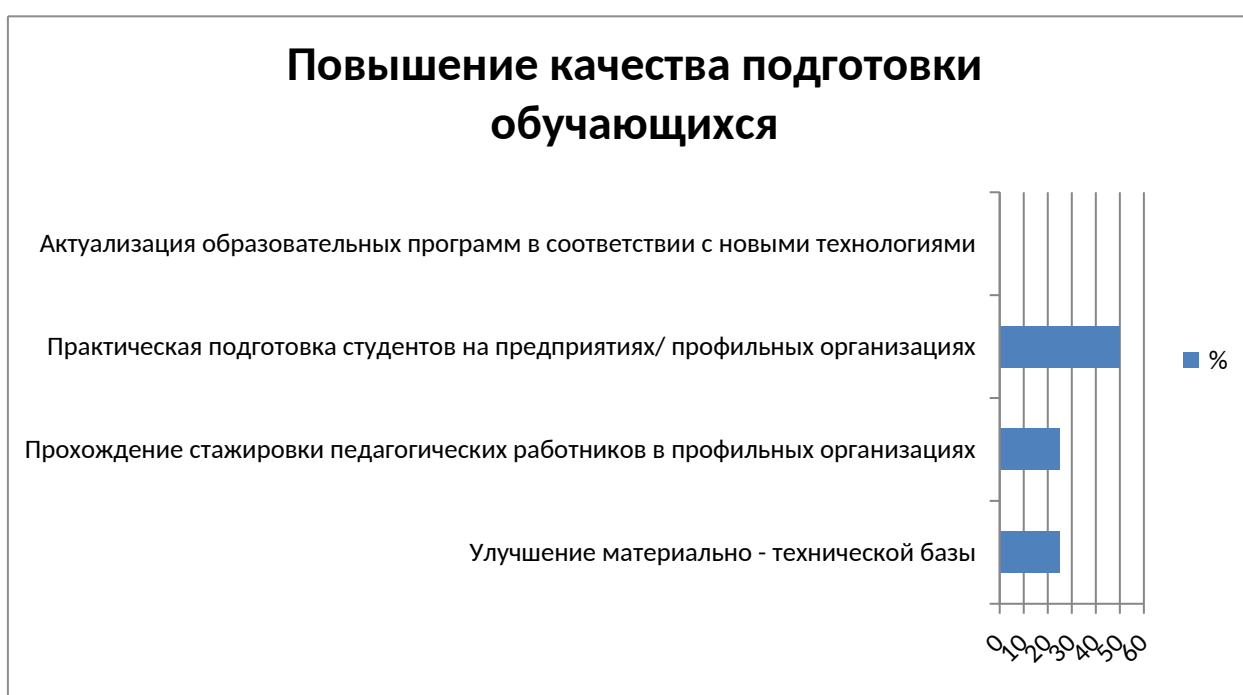 Повышение качества подготовки
обучающихся
Актуализация образовательных программ в соответствии с новыми технологиями
Практическая подготовка студентов на предприятиях/ профильных организациях
%
Прохождение стажировки педагогических работников в профильных организациях
Улучшение материально - технической базы
0 10 20 30 40 50 60